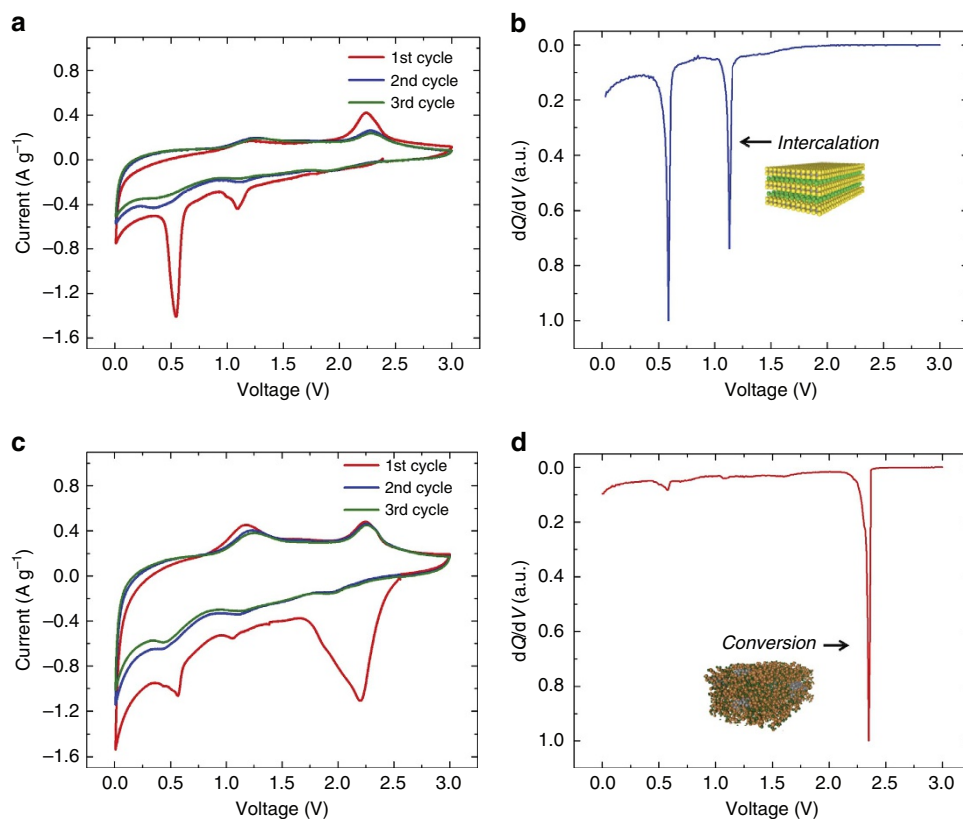 a
0.8
0.4
0.0
−0.4
−0.8
−1.2
−1.6
Current (A g⁻¹)
1st cycle
2nd cycle
3rd cycle
0.0 0.5 1.0 1.5 2.0 2.5 3.0
Voltage (V)
b
0.0
0.2
0.4
0.6
0.8
1.0
dQ/dV (a.u.)
Intercalation
0.0 0.5 1.0 1.5 2.0 2.5 3.0
Voltage (V)
c
0.8
0.4
0.0
−0.4
−0.8
−1.2
−1.6
Current (A g⁻¹)
1st cycle
2nd cycle
3rd cycle
0.0 0.5 1.0 1.5 2.0 2.5 3.0
Voltage (V)
d
0.0
0.2
0.4
0.6
0.8
1.0
dQ/dV (a.u.)
Conversion
0.0 0.5 1.0 1.5 2.0 2.5 3.0
Voltage (V)